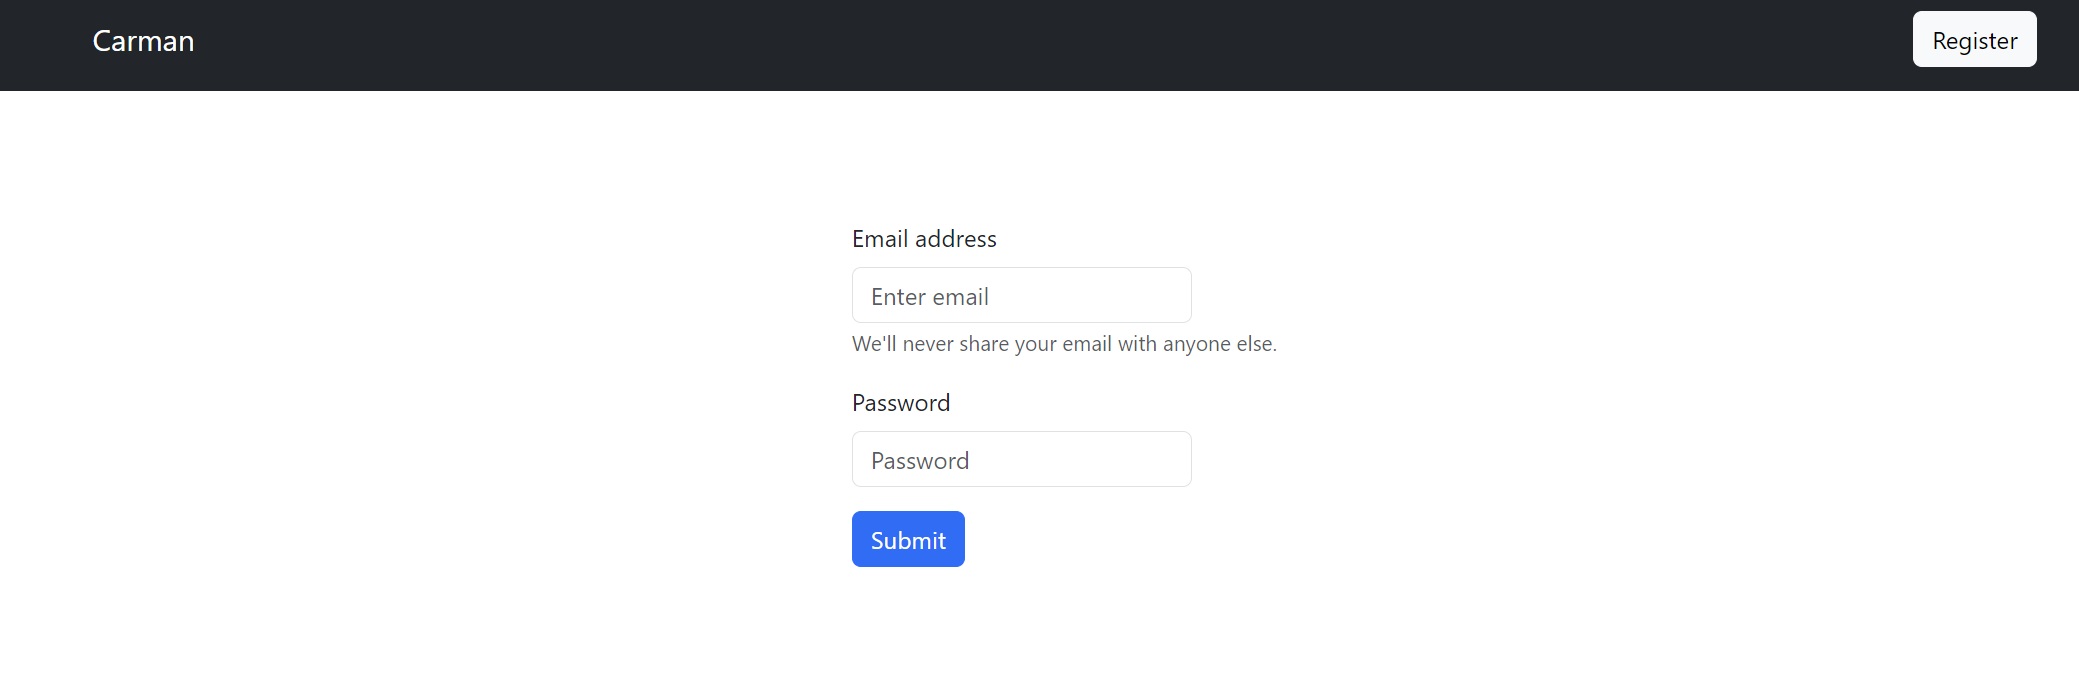 Carman
Register
Email address
Enter email
We'll never share your email with anyone else.
Password
Password
Submit